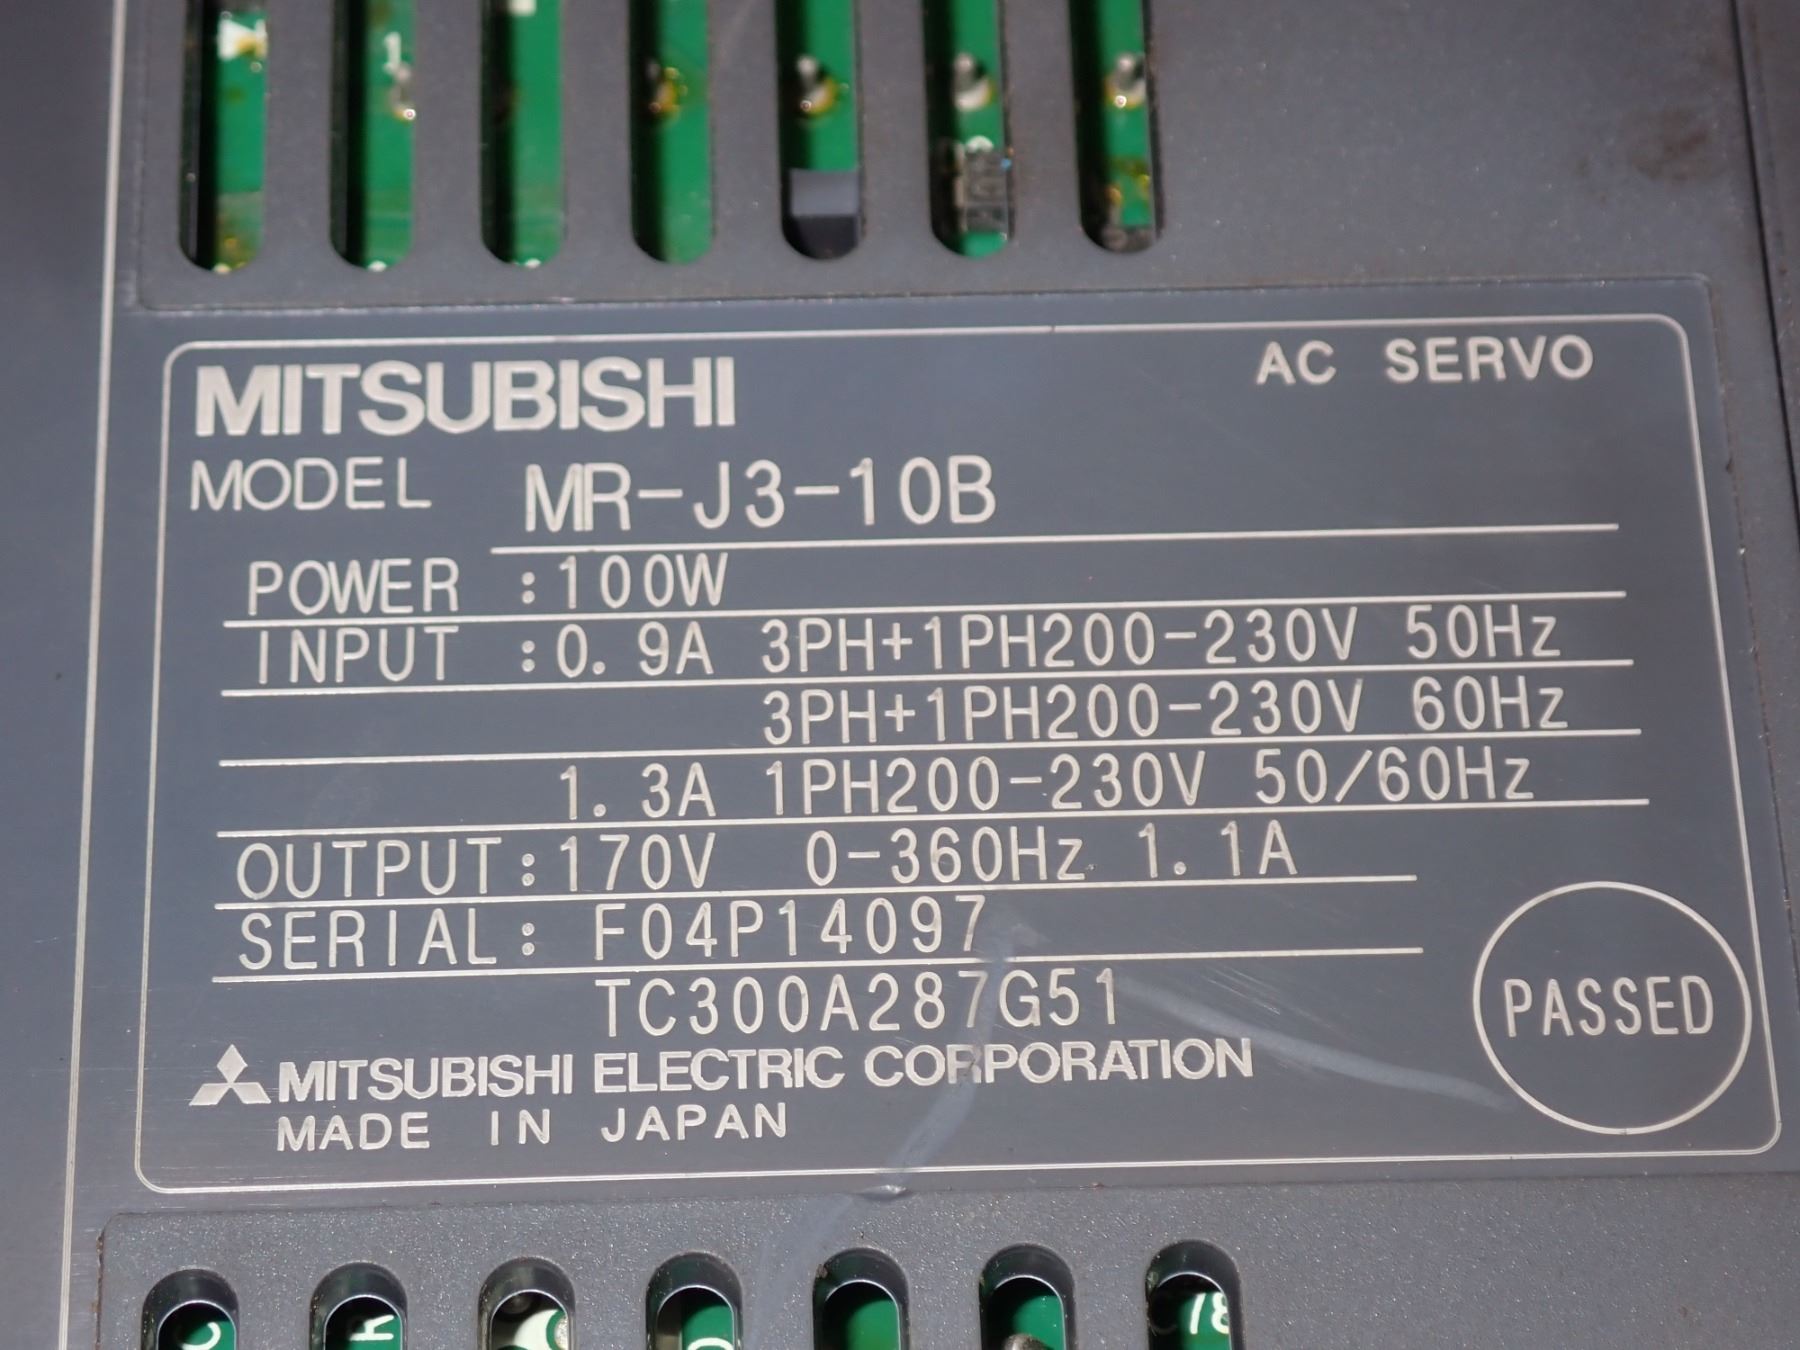 MITSUBISHI AC SERVO
MODEL MR-J3-10B
POWER :100W
INPUT :0.9A 3PH+1PH200-230V 50Hz
3PH+1PH200-230V 60Hz
1.3A 1PH200-230V 50/60Hz
OUTPUT:170V 0-360Hz 1.1A
SERIAL: F04P14097
TC300A287G51
PASSED
MITSUBISHI ELECTRIC CORPORATION
MADE IN JAPAN